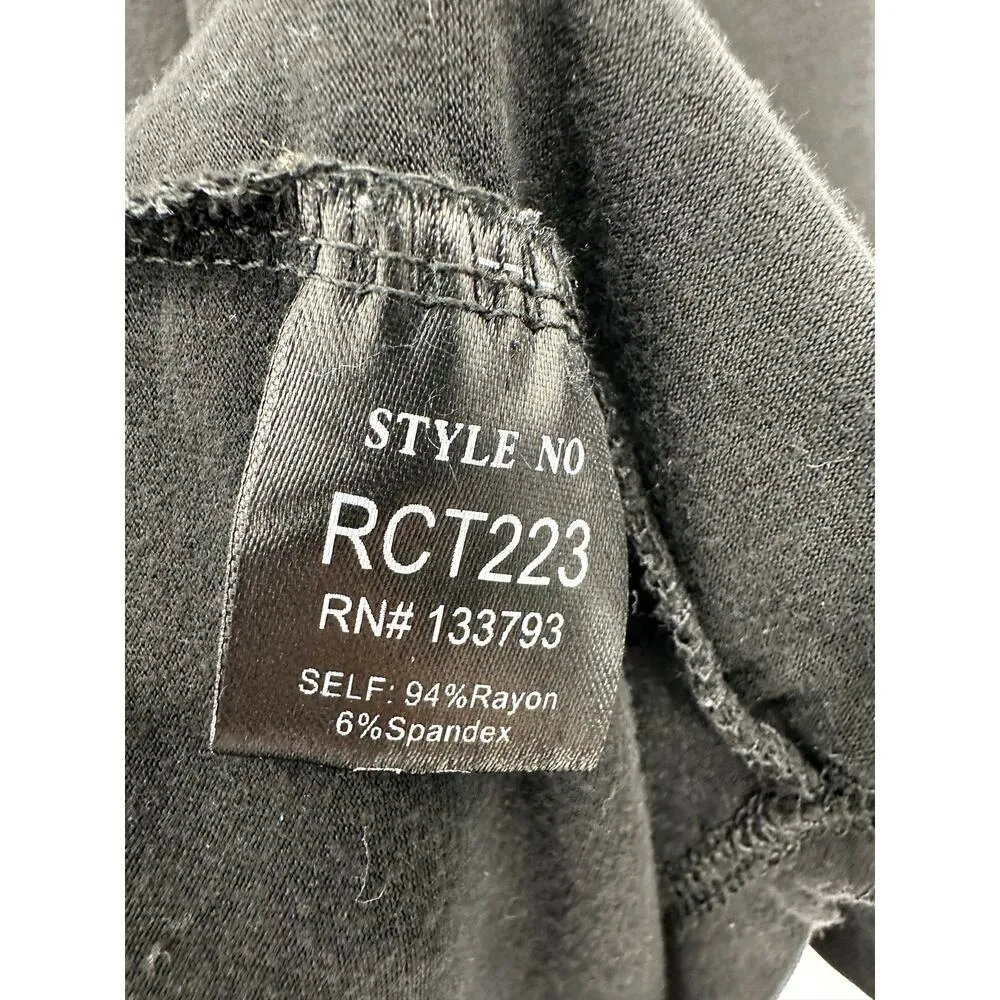 STYLE NO
RCT223
RN# 133793
SELF: 94%Rayon
6%Spandex